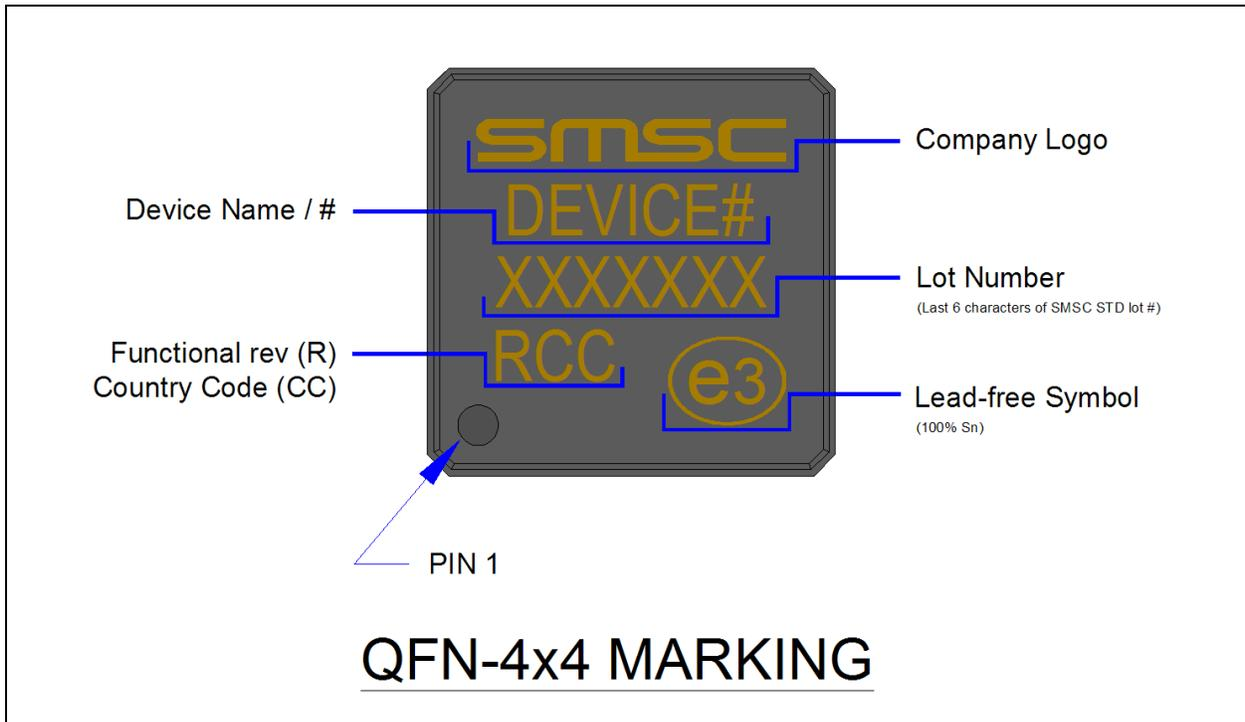 smsc
Company Logo
Device Name / #
DEVICE#
XXXXXXX
Lot Number
(Last 6 characters of SMSC STD lot #)
Functional rev (R)
Country Code (CC)
RCC
e3
Lead-free Symbol
(100% Sn)
PIN 1
QFN-4x4 MARKING